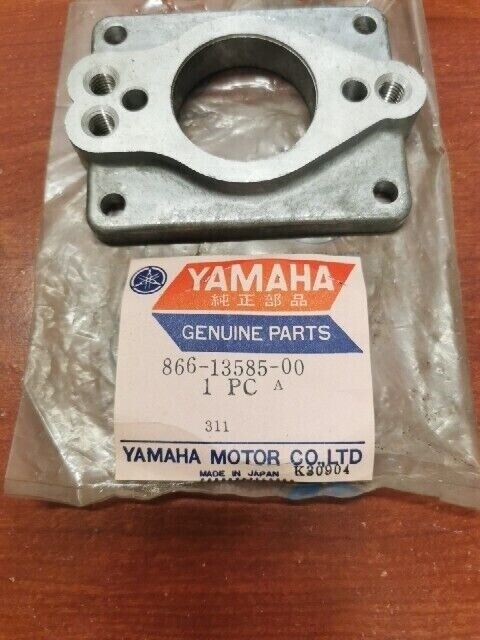 YAMAHA
純正部品
GENUINE PARTS
866-13585-00
1 PC A
311
YAMAHA MOTOR CO.,LTD
MADE IN JAPAN K30904